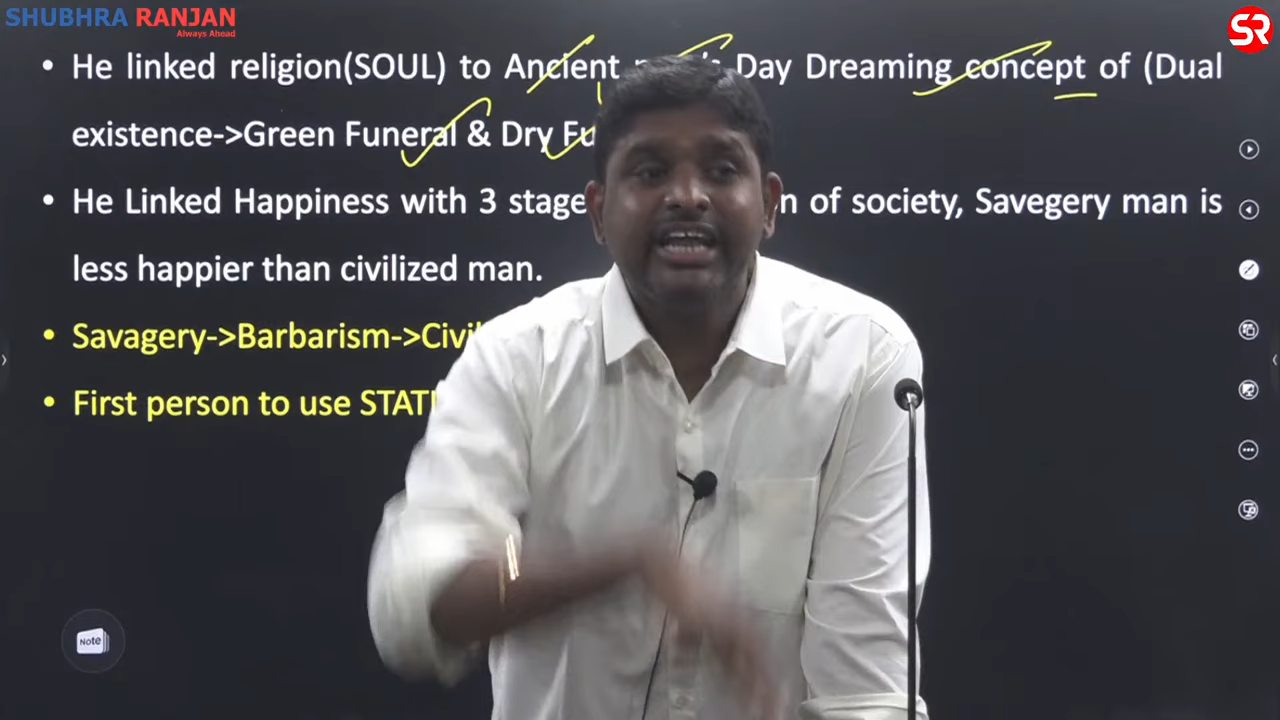 SHUBHRA RANJAN
Always Ahead
SR
• He linked religion(SOUL) to Ancient Day Dreaming concept of (Dual
existence->Green Funeral & Dry
• He Linked Happiness with 3 of society, Savegery man is
less happier than civilized man.
• Savagery->Barbarism->
• First person to use
Note